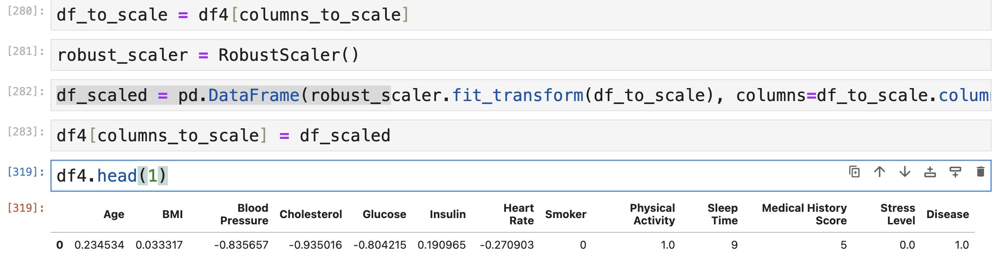 [280]: df_to_scale = df4[columns_to_scale]
[281]: robust_scaler = RobustScaler()
[282]: df_scaled = pd.DataFrame(robust_scaler.fit_transform(df_to_scale), columns=df_to_scale.colum
[283]: df4[columns_to_scale] = df_scaled
[319]: df4.head(1)
[319]: Age BMI Blood Pressure Cholesterol Glucose Insulin Heart Rate Smoker Physical Activity Sleep Time Medical History Score Stress Level Disease
0 0.234534 0.033317 -0.835657 -0.935016 -0.804215 0.190965 -0.270903 0 1.0 9 5 0.0 1.0